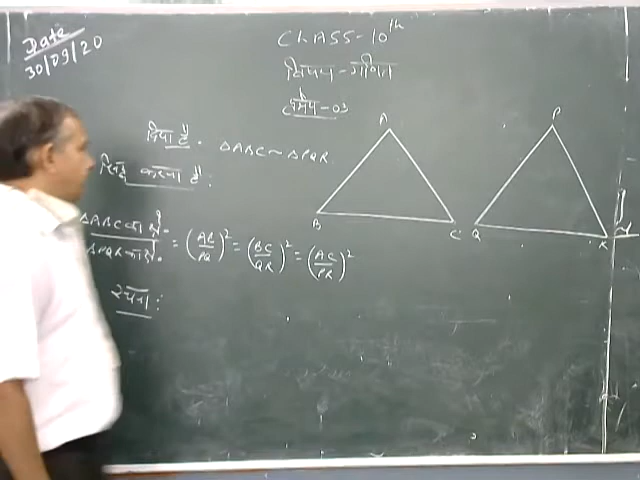 Date
30/09/20
CLASS-10th
विषय-गणित
प्रमेय-03
दिया है. ΔABC ~ ΔPQR
सिद्ध करना है:
ΔABC का क्षे. / ΔPQR का क्षे. = (AB/PQ)² = (BC/QR)² = (AC/PR)²
रचना:
A
B
C
P
Q
R